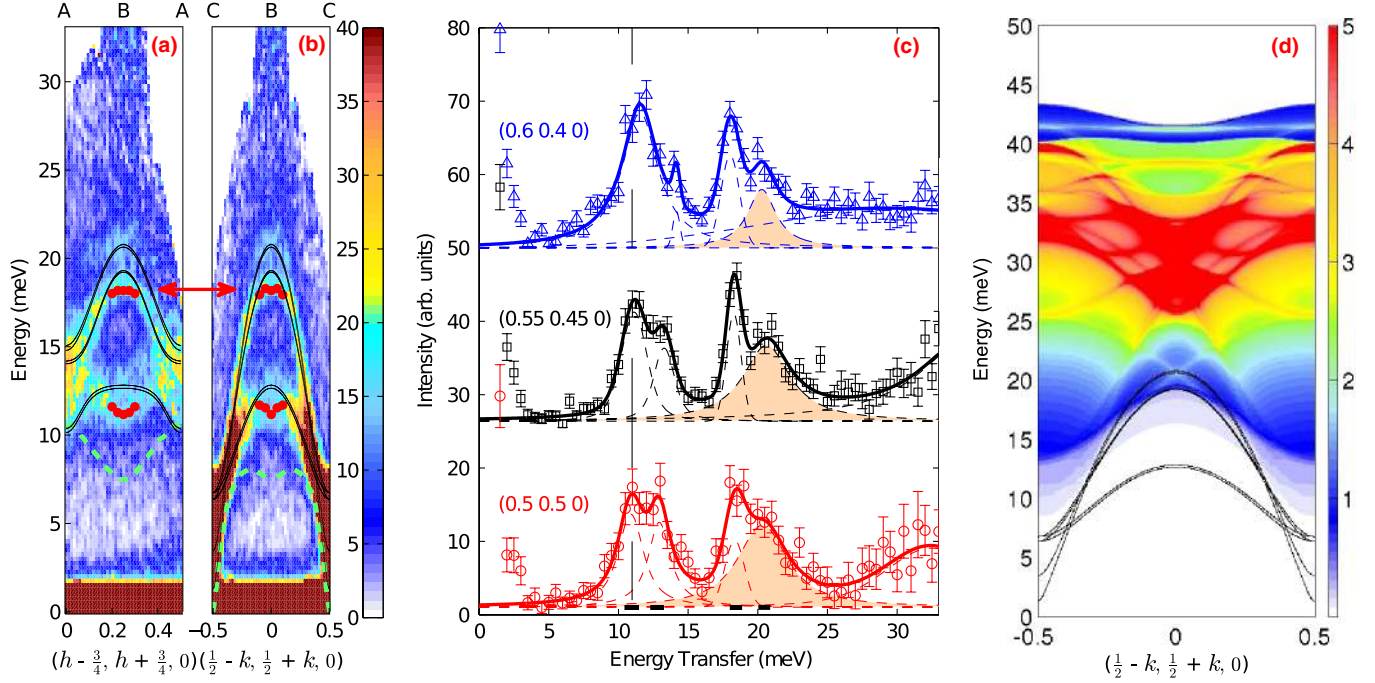 A B A C B C
(a) (b) (c) (d)
Energy (meV)
30
25
20
15
10
5
0
0 0.2 0.5
(h - 3/4, h + 3/4, 0)
−0.5 0 0.5
(1/2 - k, 1/2 + k, 0)
40
35
30
25
20
15
10
5
0
Intensity (arb. units)
80
70
60
50
40
30
20
10
0
(0.6 0.4 0)
(0.55 0.45 0)
(0.5 0.5 0)
0 5 10 15 20 25 30
Energy Transfer (meV)
Energy (meV)
50
45
40
35
30
25
20
15
10
5
0
-0.5 0 0.5
(1/2 - k, 1/2 + k, 0)
5
4
3
2
1